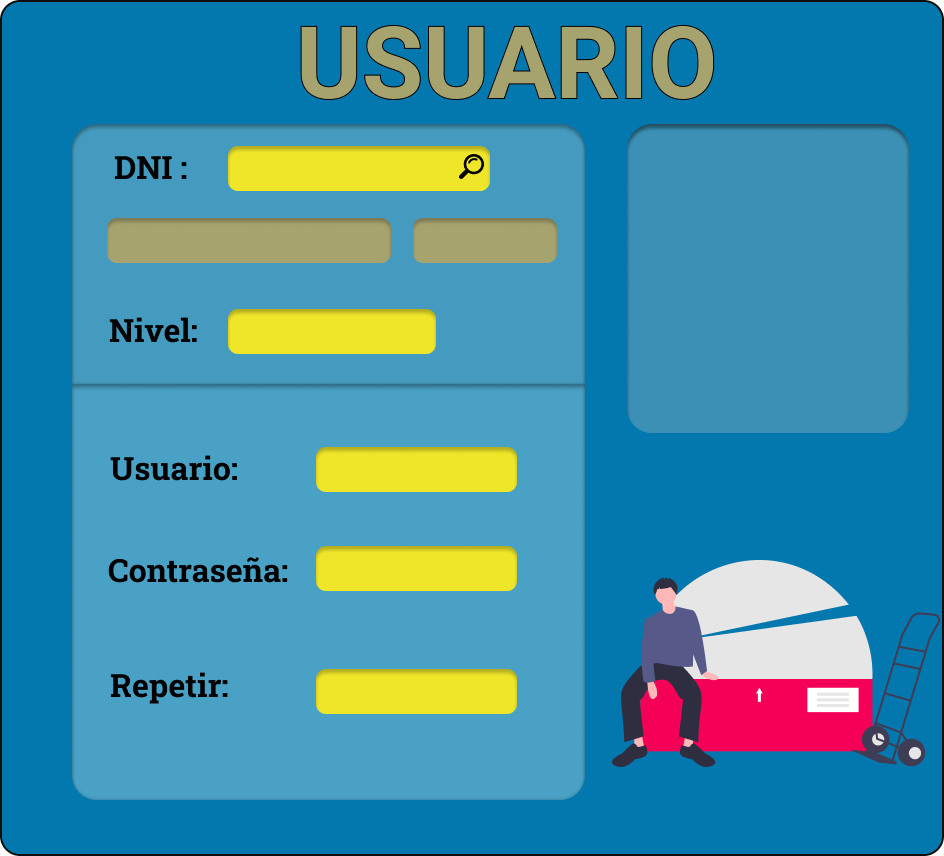 USUARIO
DNI :
Nivel:
Usuario:
Contraseña:
Repetir: